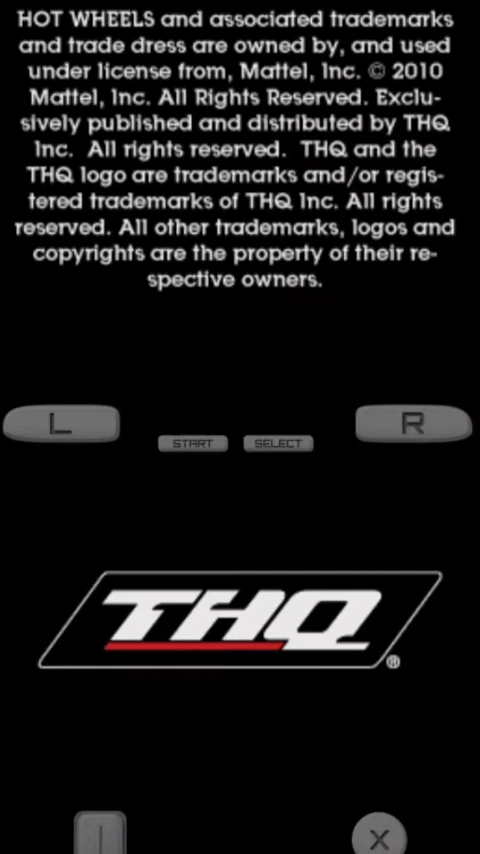 HOT WHEELS and associated trademarks
and trade dress are owned by, and used
under license from, Mattel, Inc. © 2010
Mattel, Inc. All Rights Reserved. Exclu-
sively published and distributed by THQ
Inc.  All rights reserved.  THQ and the
THQ logo are trademarks and/or regis-
tered trademarks of THQ Inc. All rights
reserved. All other trademarks, logos and
copyrights are the property of their re-
spective owners.
L
R
START
SELECT
THQ®
X